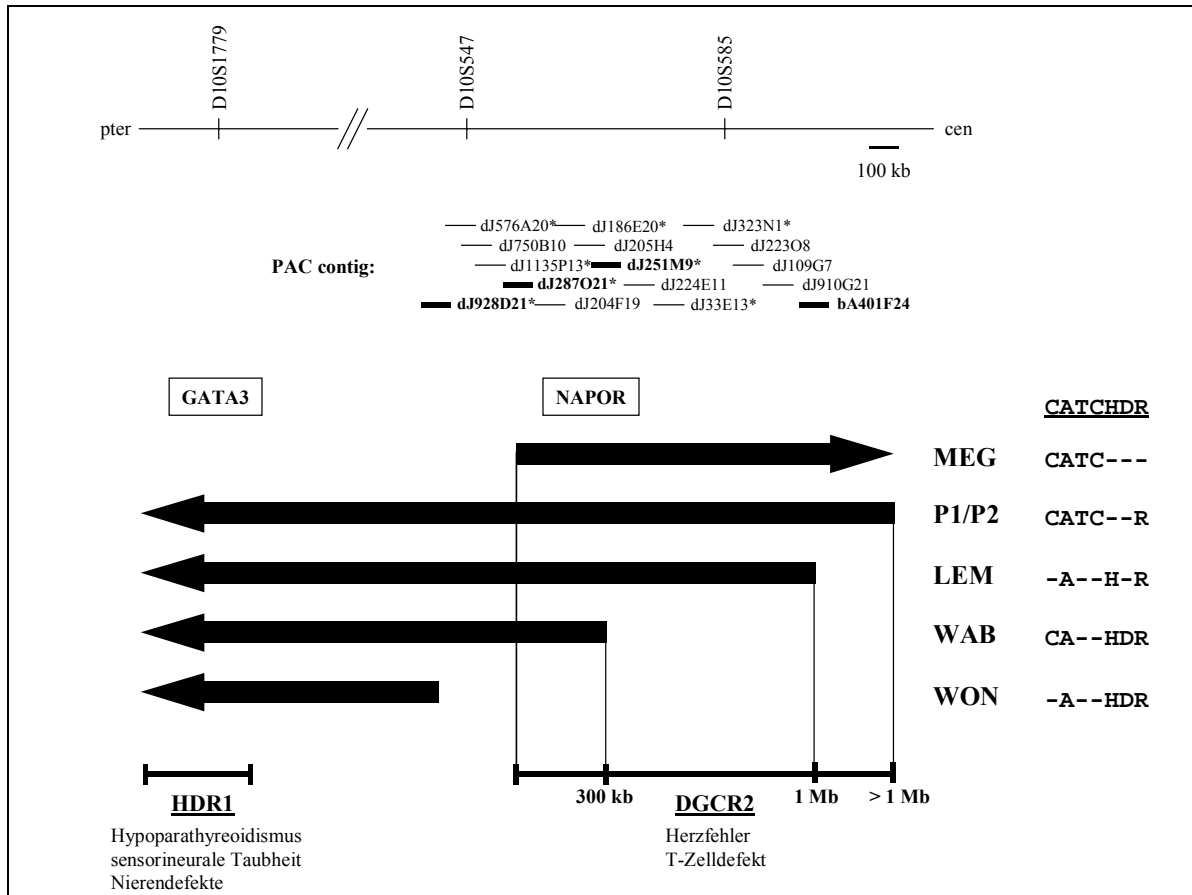 D10S1779
D10S547
D10S585
pter
cen
100 kb
dJ576A20* dJ186E20* dJ323N1*
dJ750B10 dJ205H4 dJ223O8
PAC contig: dJ1135P13* dJ251M9* dJ109G7
dJ287O21* dJ224E11 dJ910G21
dJ928D21* dJ204F19 dJ33E13* bA401F24
GATA3 NAPOR CATCHDR
MEG CATC---
P1/P2 CATC--R
LEM -A--H-R
WAB CA--HDR
WON -A--HDR
300 kb 1 Mb > 1 Mb
HDR1 DGCR2
Hypoparathyreoidismus Herzfehler
sensorineurale Taubheit T-Zelldefekt
Nierendefekte